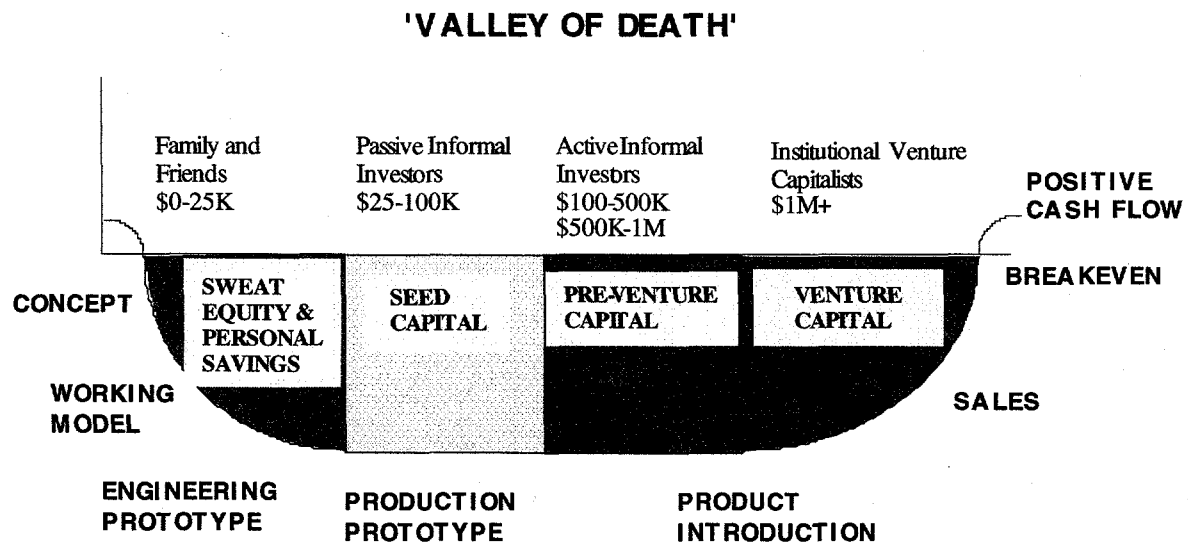 'VALLEY OF DEATH'
Family and
Friends
$0-25K
Passive Informal
Investors
$25-100K
Active Informal
Investors
$100-500K
$500K-1M
Institutional Venture
Capitalists
$1M+
POSITIVE
CASH FLOW
CONCEPT
SWEAT
EQUITY &
PERSONAL
SAVINGS
SEED
CAPITAL
PRE-VENTURE
CAPITAL
VENTURE
CAPITAL
BREAKEVEN
WORKING
MODEL
SALES
ENGINEERING
PROTOTYPE
PRODUCTION
PROTOTYPE
PRODUCT
INTRODUCTION